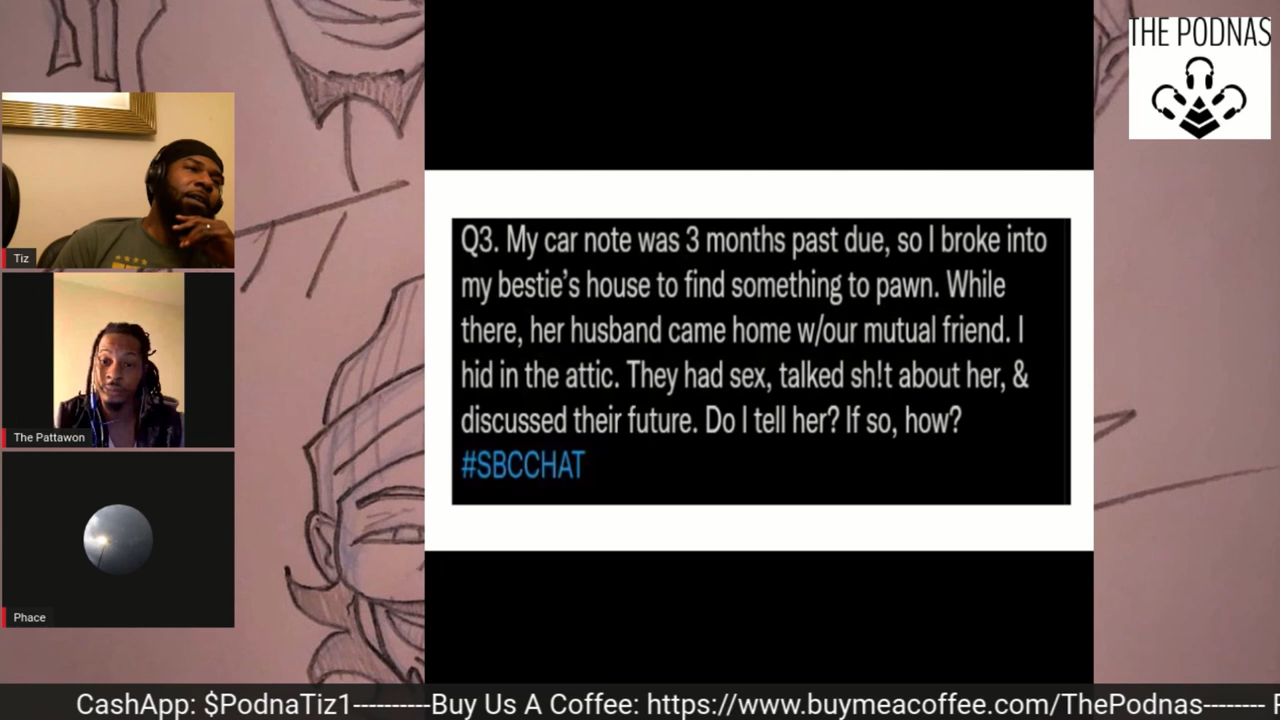 THE PODNAS
Tiz
The Pattawon
Phace
Q3. My car note was 3 months past due, so I broke into
my bestie’s house to find something to pawn. While
there, her husband came home w/our mutual friend. I
hid in the attic. They had sex, talked sh!t about her, &
discussed their future. Do I tell her? If so, how?
#SBCCHAT
CashApp: $PodnaTiz1----------Buy Us A Coffee: https://www.buymeacoffee.com/ThePodnas--------